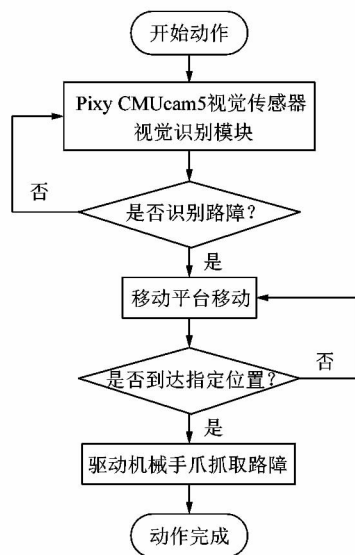 开始动作
Pixy CMUcam5视觉传感器
视觉识别模块
否
是否识别路障?
是
移动平台移动
是否到达指定位置?
否
是
驱动机械手爪抓取路障
动作完成